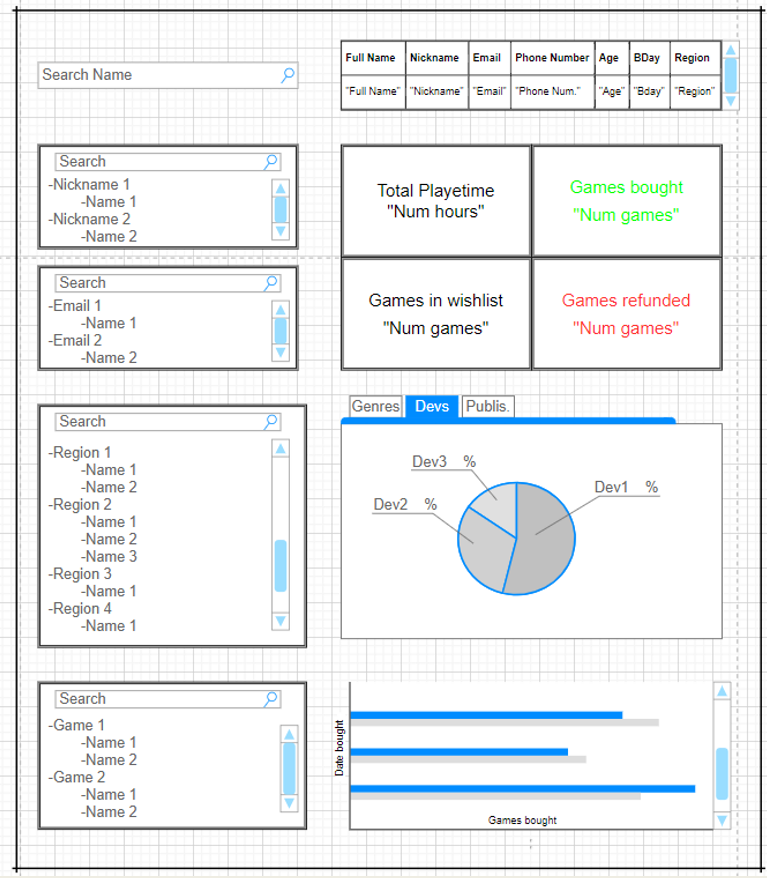 Search Name
Full Name Nickname Email Phone Number Age BDay Region
"Full Name" "Nickname" "Email" "Phone Num." "Age" "Bday" "Region"
Search
-Nickname 1
-Name 1
-Nickname 2
-Name 2
Search
-Email 1
-Name 1
-Email 2
-Name 2
Total Playetime
"Num hours"
Games bought
"Num games"
Games in wishlist
"Num games"
Games refunded
"Num games"
Search
-Region 1
-Name 1
-Name 2
-Region 2
-Name 1
-Name 2
-Name 3
-Region 3
-Name 1
-Region 4
-Name 1
Genres Devs Publis.
Dev3 %
Dev1 %
Dev2 %
Search
-Game 1
-Name 1
-Name 2
-Game 2
-Name 1
-Name 2
Date bought
Games bought